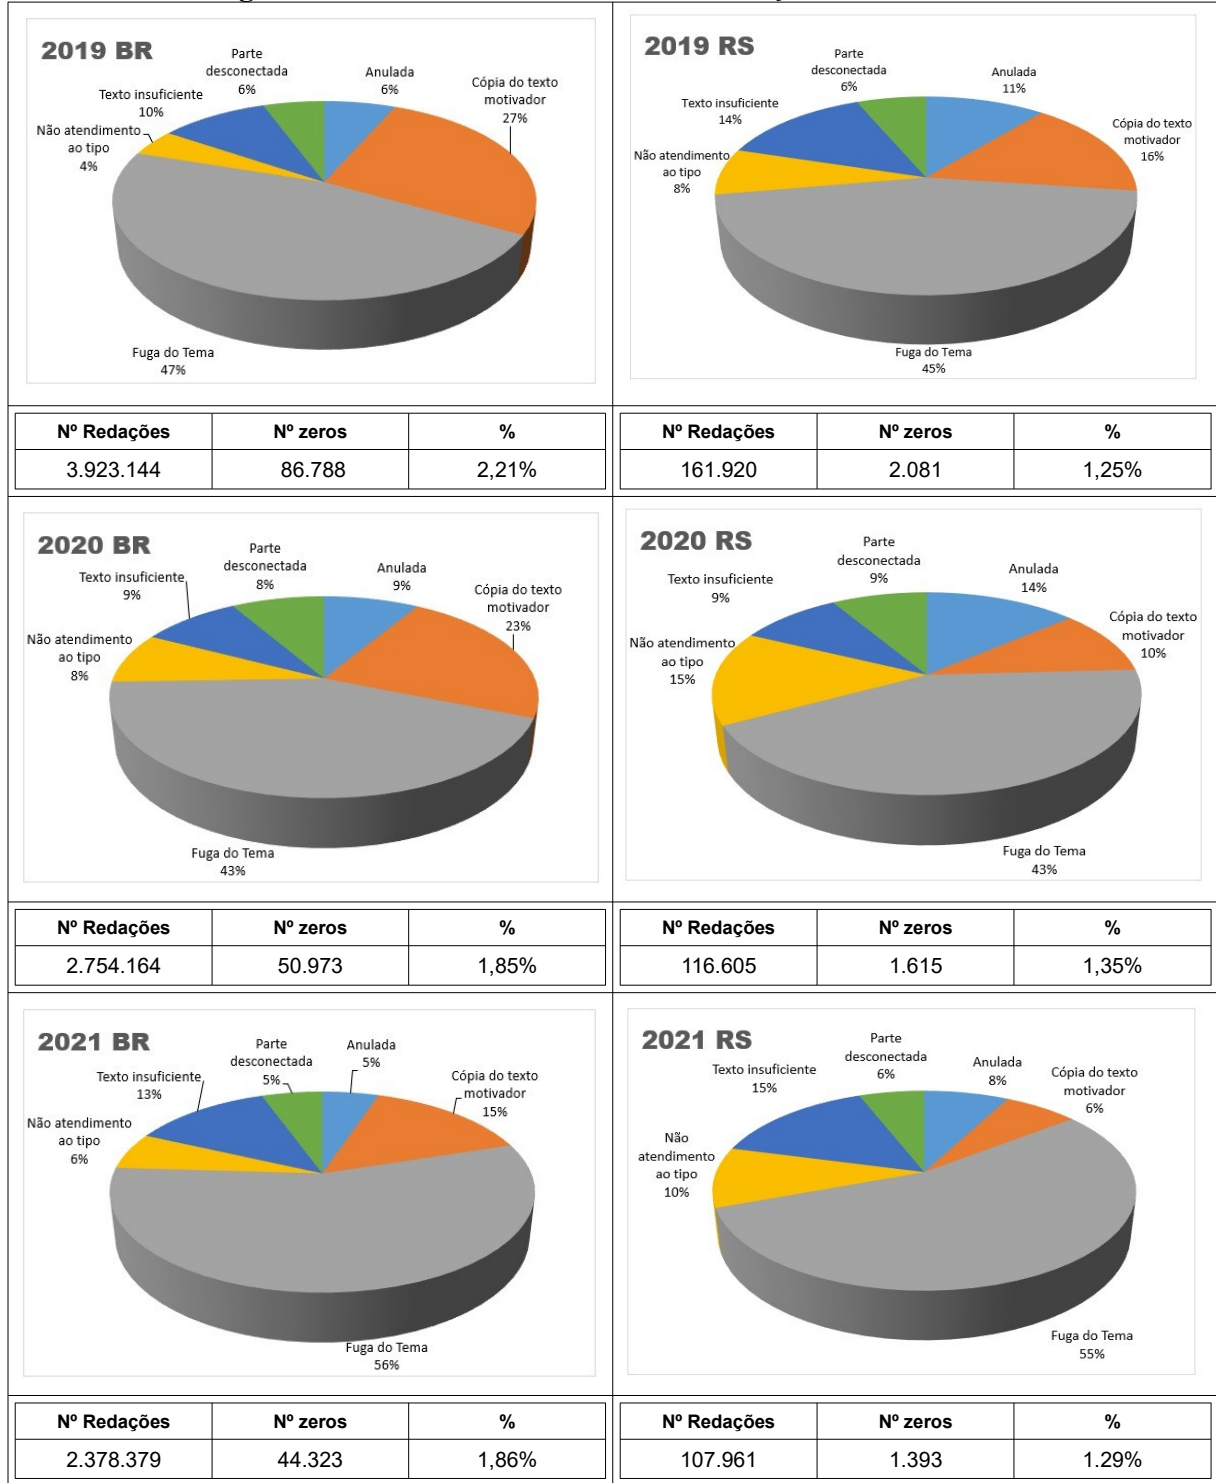 2019 BR
Parte
desconectada
6%
Anulada
6%
Cópia do texto
motivador
27%
Texto insuficiente
10%
Não atendimento
ao tipo
4%
Fuga do Tema
47%
2019 RS
Parte
desconectada
6%
Anulada
11%
Texto insuficiente
14%
Cópia do texto
motivador
16%
Não atendimento
ao tipo
8%
Fuga do Tema
45%
Nº Redações Nº zeros %
3.923.144 86.788 2,21%
Nº Redações Nº zeros %
161.920 2.081 1,25%
2020 BR
Parte
desconectada
8%
Texto insuficiente
9%
Anulada
9%
Cópia do texto
motivador
23%
Não atendimento
ao tipo
8%
Fuga do Tema
43%
2020 RS
Parte
desconectada
9%
Texto insuficiente
9%
Anulada
14%
Cópia do texto
motivador
10%
Não atendimento
ao tipo
15%
Fuga do Tema
43%
Nº Redações Nº zeros %
2.754.164 50.973 1,85%
Nº Redações Nº zeros %
116.605 1.615 1,35%
2021 BR
Parte
desconectada
5%
Anulada
5%
Texto insuficiente
13%
Cópia do texto
motivador
15%
Não atendimento
ao tipo
6%
Fuga do Tema
56%
2021 RS
Parte
desconectada
6%
Anulada
8%
Texto insuficiente
15%
Cópia do texto
motivador
6%
Não
atendimento
ao tipo
10%
Fuga do Tema
55%
Nº Redações Nº zeros %
2.378.379 44.323 1,86%
Nº Redações Nº zeros %
107.961 1.393 1.29%